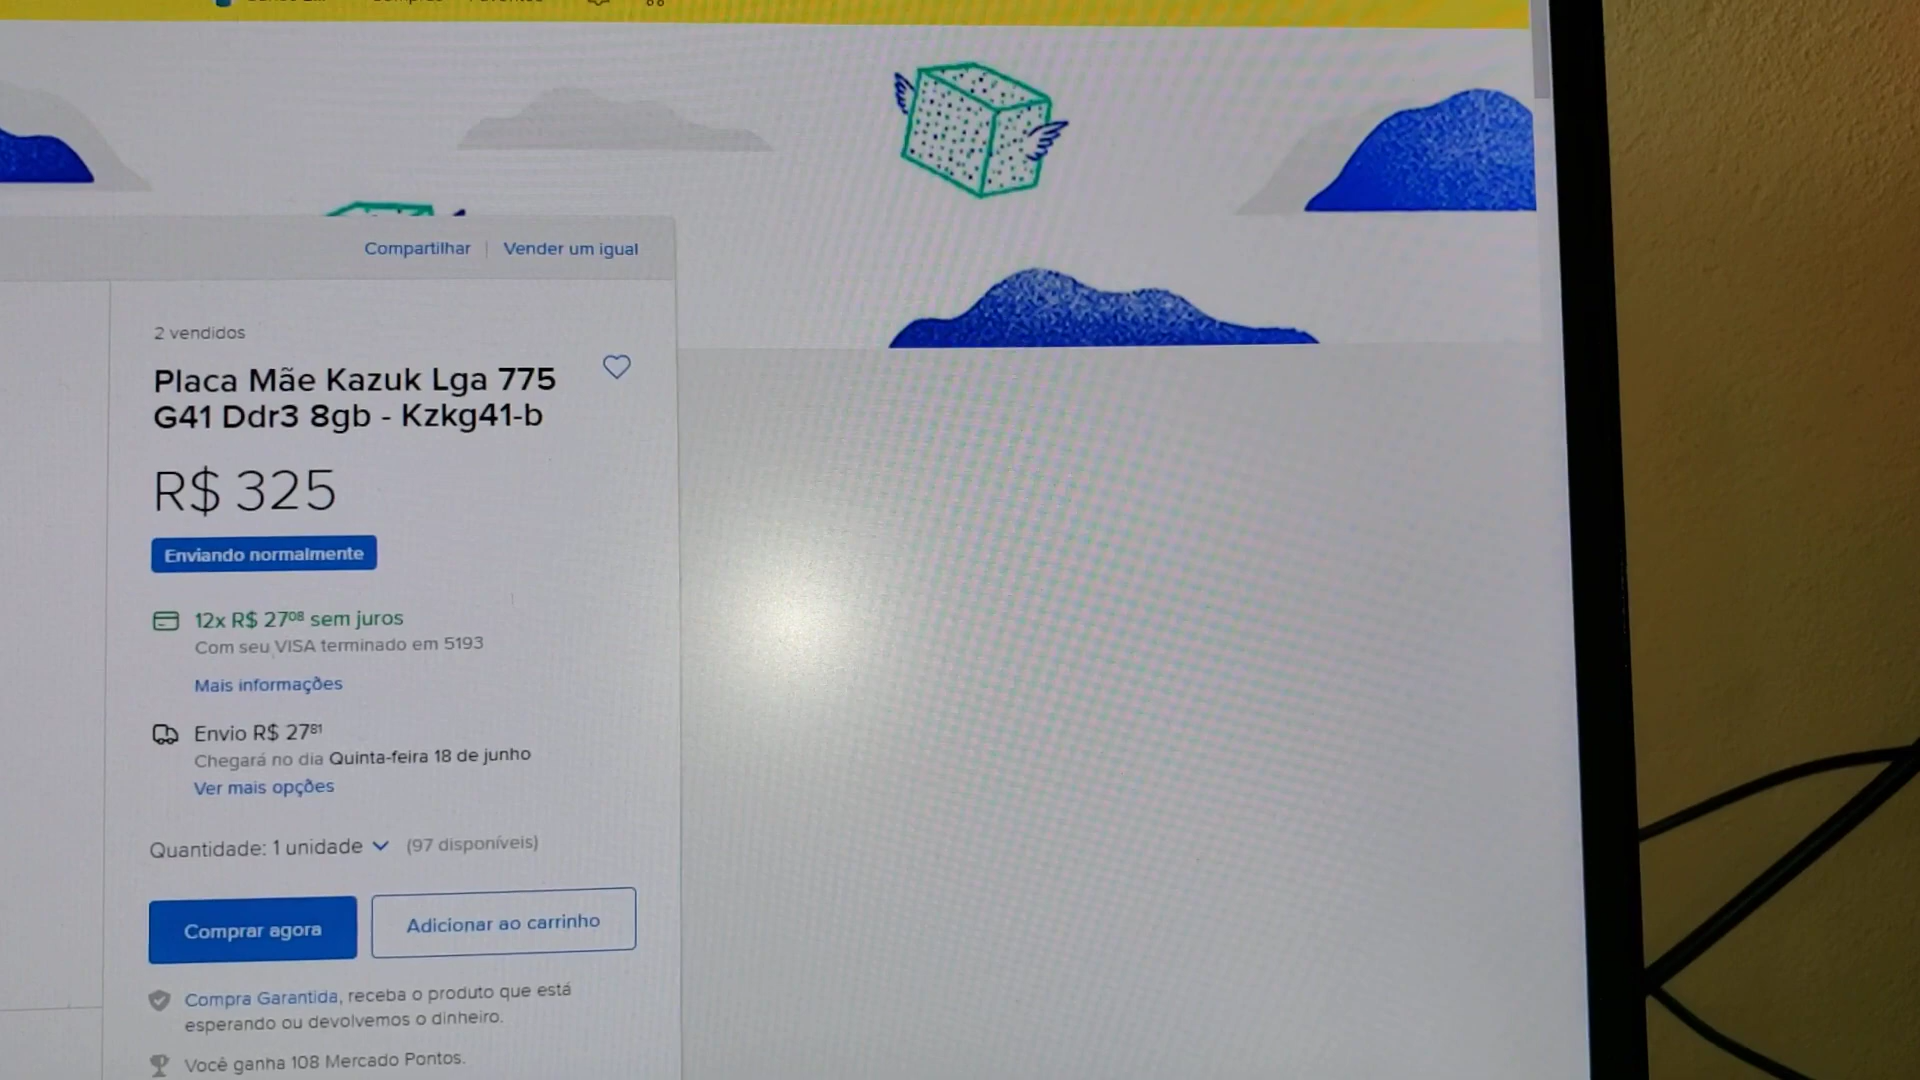 Compartilhar | Vender um igual
2 vendidos
Placa Mãe Kazuk Lga 775
G41 Ddr3 8gb - Kzkg41-b
R$ 325
Enviando normalmente
12x R$ 27⁰⁸ sem juros
Com seu VISA terminado em 5193
Mais informações
Envio R$ 27⁸¹
Chegará no dia Quinta-feira 18 de junho
Ver mais opções
Quantidade: 1 unidade (97 disponíveis)
Comprar agora
Adicionar ao carrinho
Compra Garantida, receba o produto que está
esperando ou devolvemos o dinheiro.
Você ganha 108 Mercado Pontos.